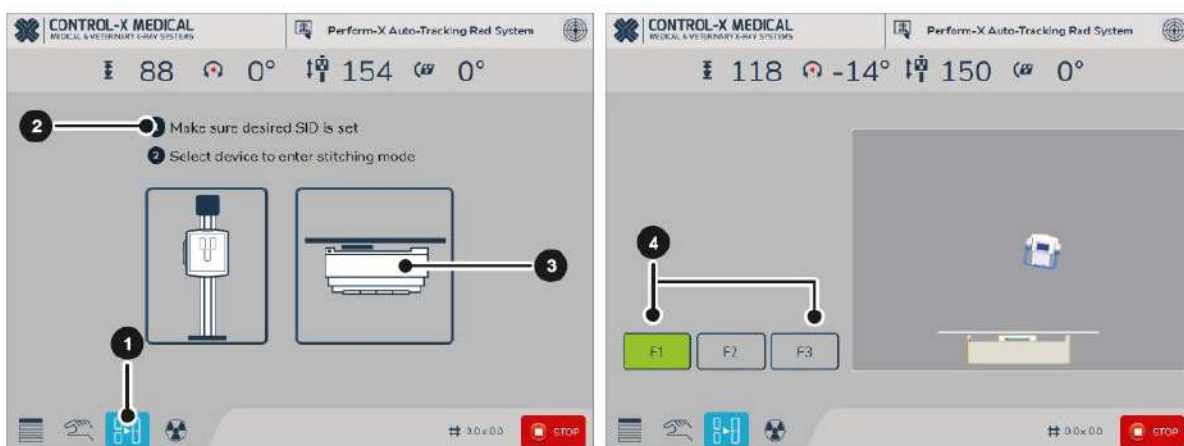 CONTROL-X MEDICAL
MEDICAL & VETERINARY X-RAY SYSTEMS
Perform-X Auto-Tracking Rad System
88 0° 154 0°
2
Make sure desired SID is set
2 Select device to enter stitching mode
3
1
0.0x0.0
STOP
CONTROL-X MEDICAL
MEDICAL & VETERINARY X-RAY SYSTEMS
Perform-X Auto-Tracking Rad System
118 -14° 150 0°
4
F1 F2 F3
0.0x0.0
STOP